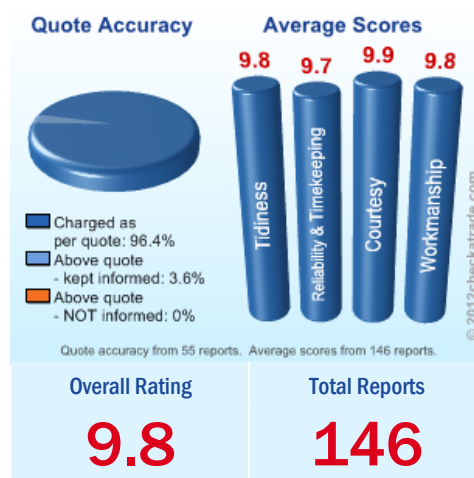 Quote Accuracy
Average Scores
9.8
9.7
9.9
9.8
Tidiness
Reliability & Timekeeping
Courtesy
Workmanship
Charged as
per quote: 96.4%
Above quote
- kept informed: 3.6%
Above quote
- NOT informed: 0%
© 2012checkatrade.com
Quote accuracy from 55 reports. Average scores from 146 reports.
Overall Rating
Total Reports
9.8
146